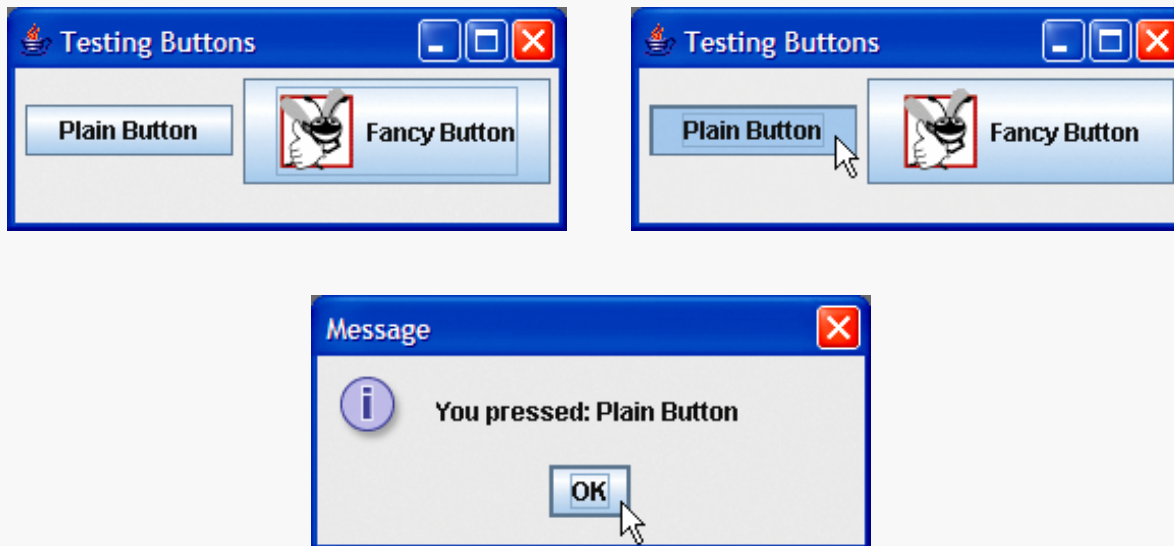 Testing Buttons
Plain Button
Fancy Button
Testing Buttons
Plain Button
Fancy Button
Message
i
You pressed: Plain Button
OK